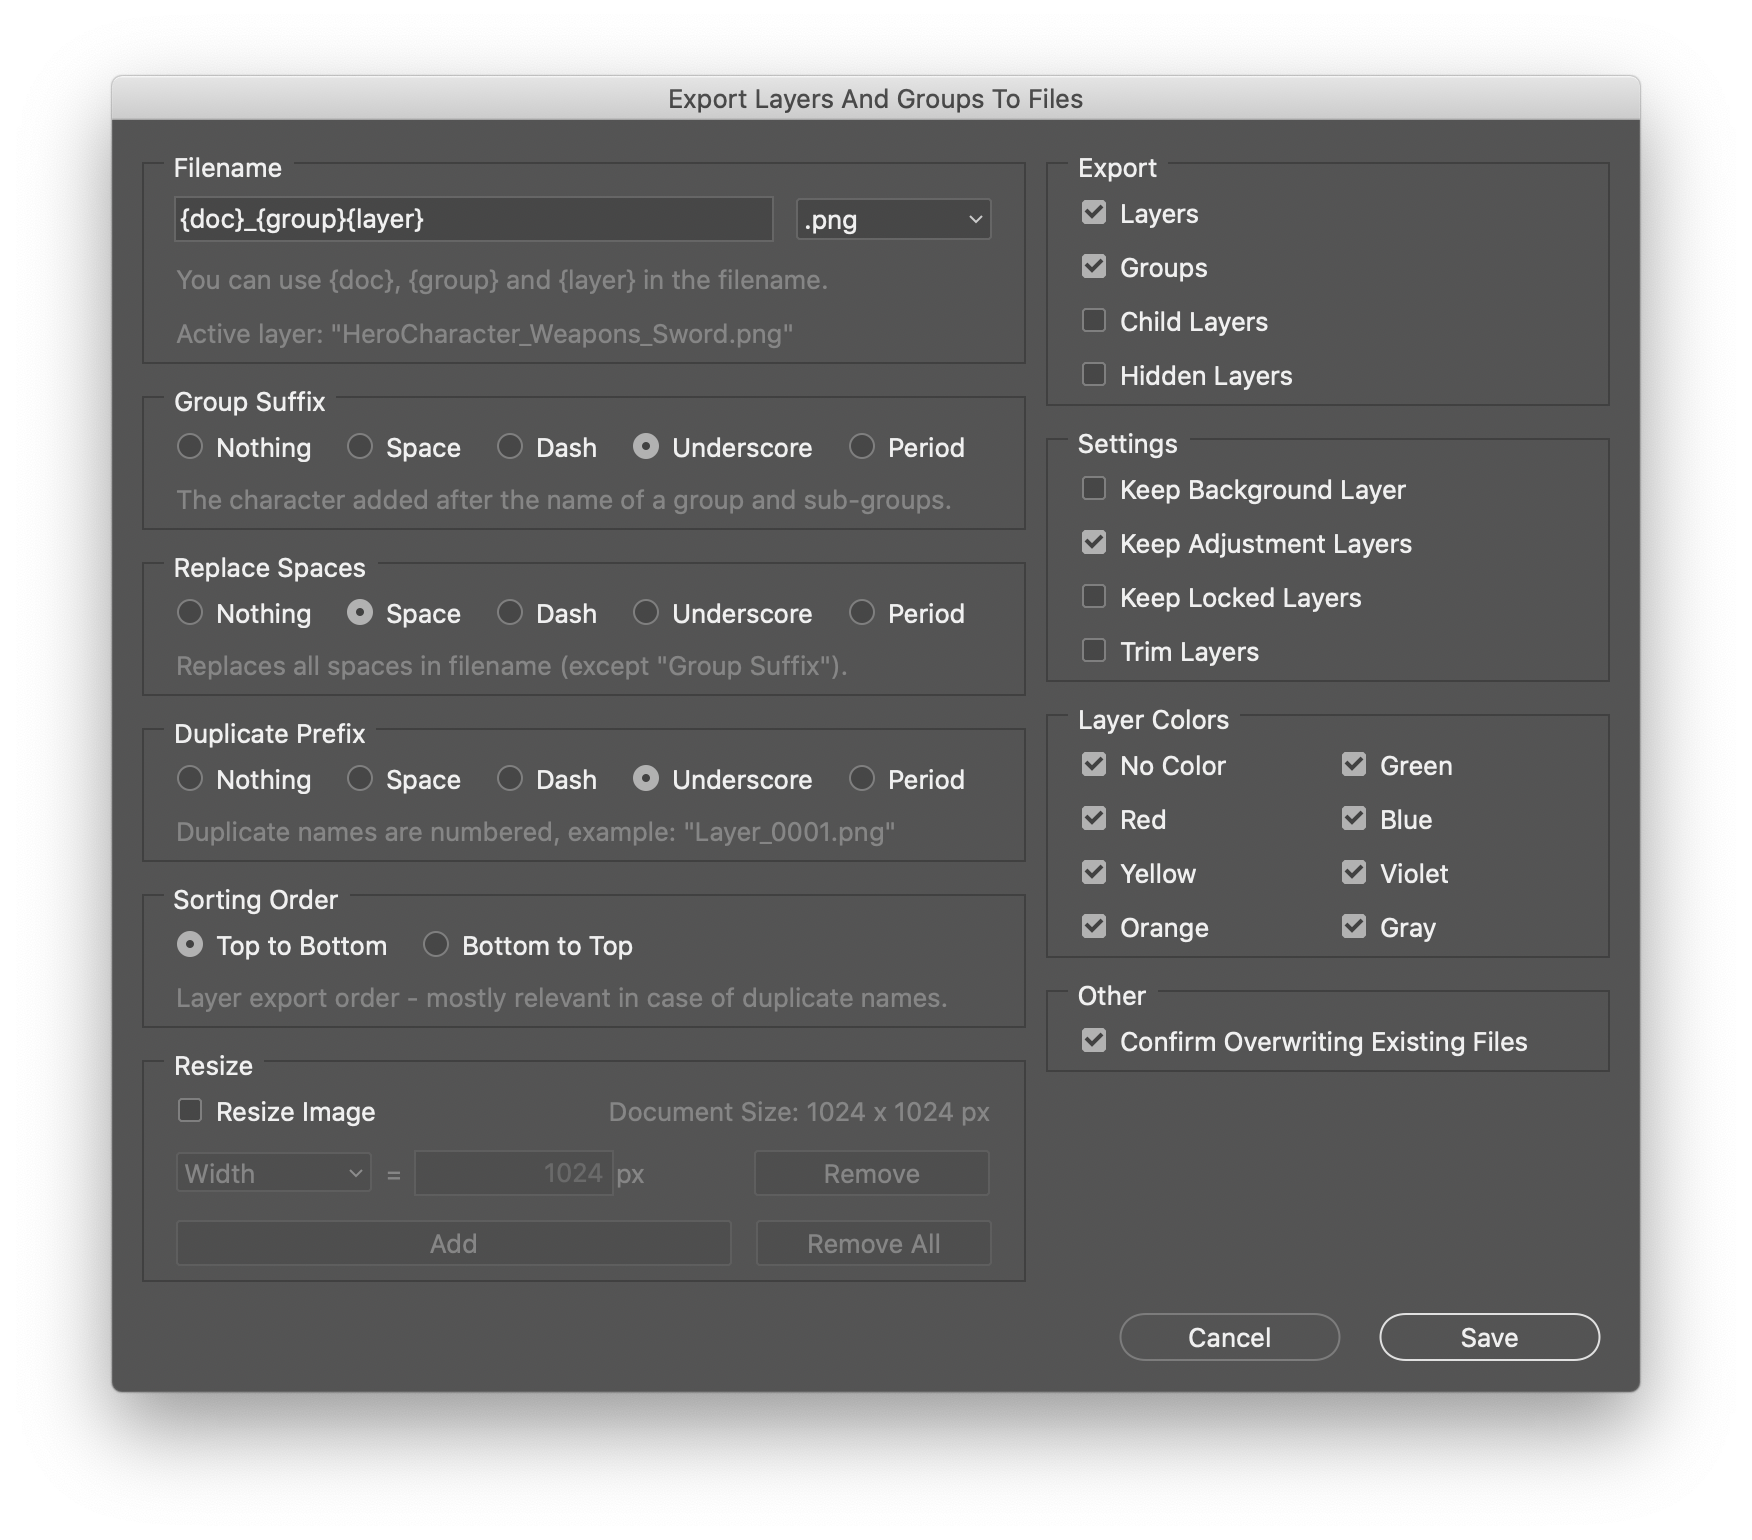 Export Layers And Groups To Files
Filename
{doc}_{group}{layer}
.png
You can use {doc}, {group} and {layer} in the filename.
Active layer: "HeroCharacter_Weapons_Sword.png"
Group Suffix
Nothing Space Dash Underscore Period
The character added after the name of a group and sub-groups.
Replace Spaces
Nothing Space Dash Underscore Period
Replaces all spaces in filename (except "Group Suffix").
Duplicate Prefix
Nothing Space Dash Underscore Period
Duplicate names are numbered, example: "Layer_0001.png"
Sorting Order
Top to Bottom Bottom to Top
Layer export order - mostly relevant in case of duplicate names.
Resize
Resize Image Document Size: 1024 x 1024 px
Width = 1024 px Remove
Add Remove All
Export
Layers
Groups
Child Layers
Hidden Layers
Settings
Keep Background Layer
Keep Adjustment Layers
Keep Locked Layers
Trim Layers
Layer Colors
No Color Green
Red Blue
Yellow Violet
Orange Gray
Other
Confirm Overwriting Existing Files
Cancel Save